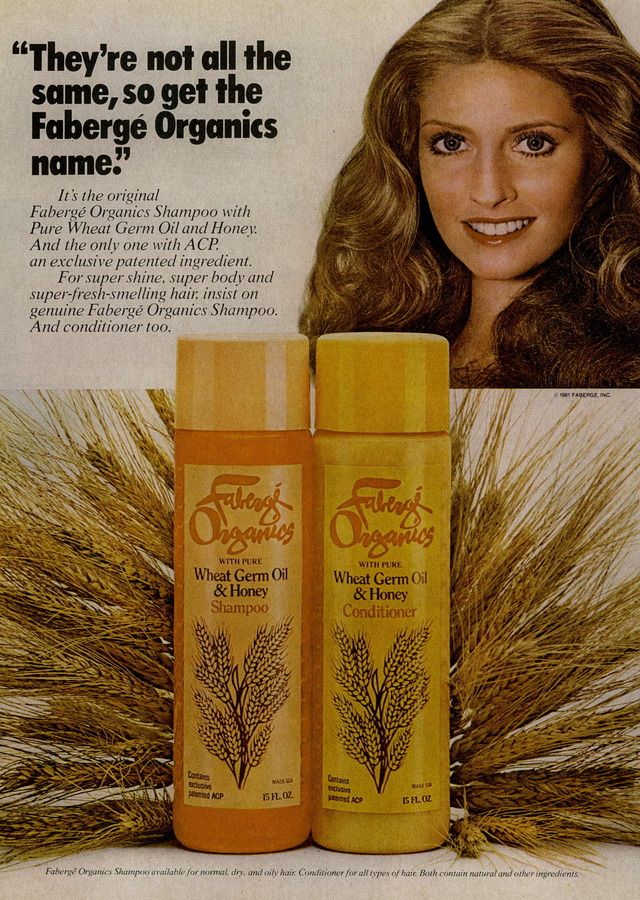 “They’re not all the
same, so get the
Fabergé Organics
name.”
It's the original
Fabergé Organics Shampoo with
Pure Wheat Germ Oil and Honey.
And the only one with ACP,
an exclusive patented ingredient.
For super shine, super body and
super-fresh-smelling hair, insist on
genuine Fabergé Organics Shampoo.
And conditioner too.
© 1981 FABERGE, INC.
Fabergé
Organics
WITH PURE
Wheat Germ Oil
& Honey
Shampoo
Contains
exclusive
patented ACP
MADE USA
15 FL. OZ.
Fabergé
Organics
WITH PURE
Wheat Germ Oil
& Honey
Conditioner
Contains
exclusive
patented ACP
MADE USA
15 FL. OZ.
Fabergé Organics Shampoo available for normal, dry, and oily hair. Conditioner for all types of hair. Both contain natural and other ingredients.